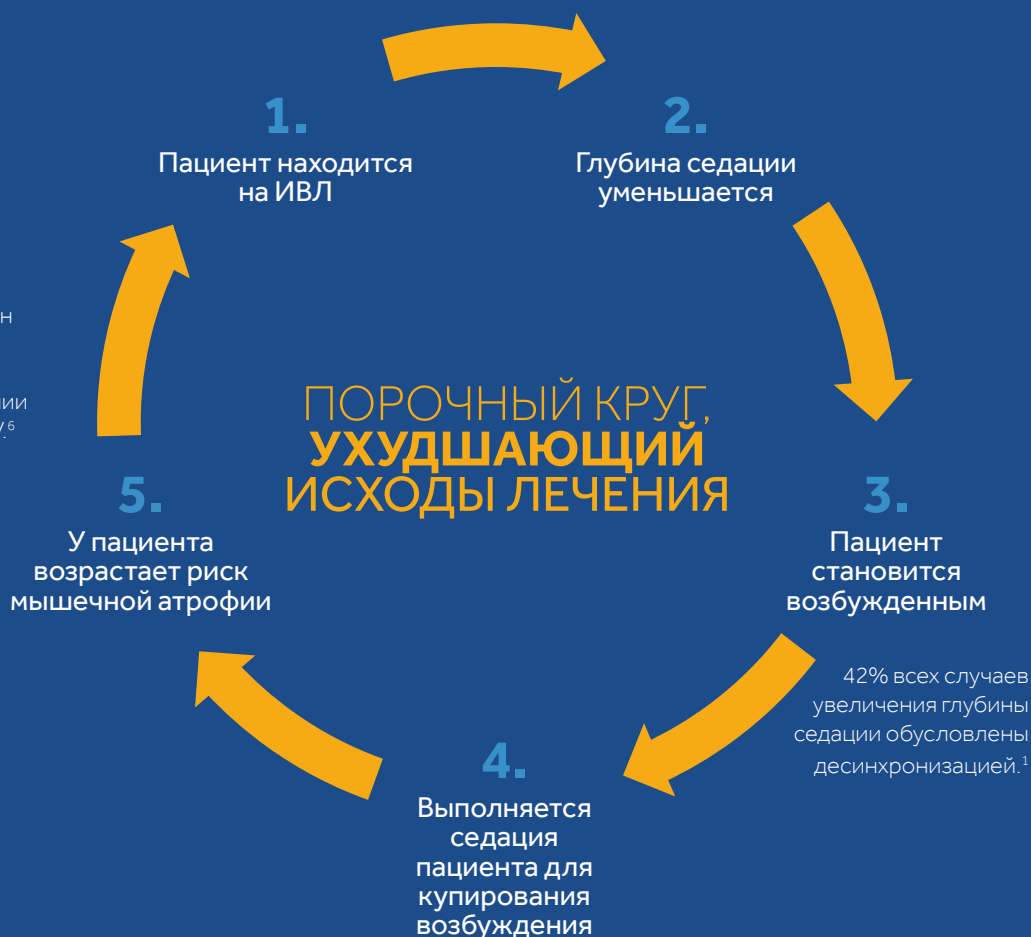 1.
Пациент находится
на ИВЛ
2.
Глубина седации
уменьшается
3.
Пациент
становится
возбужденным
42% всех случаев
увеличения глубины
седации обусловлены
десинхронизацией.¹
4.
Выполняется
седация
пациента для
купирования
возбуждения
5.
У пациента
возрастает риск
мышечной атрофии
ПОРОЧНЫЙ КРУГ,
УХУДШАЮЩИЙ
ИСХОДЫ ЛЕЧЕНИЯ